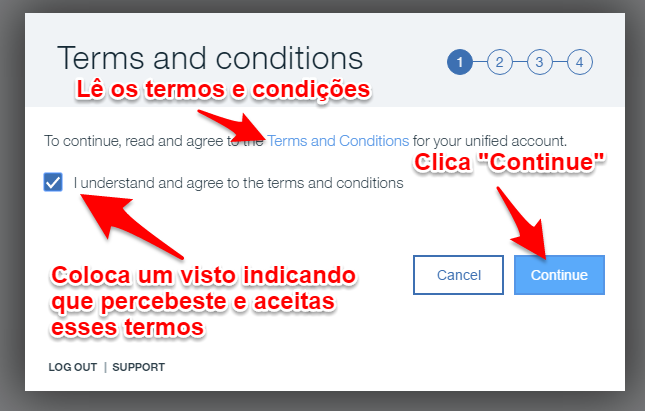 Terms and conditions
1 2 3 4
Lê os termos e condições
To continue, read and agree to the Terms and Conditions for your unified account.
Clica "Continue"
I understand and agree to the terms and conditions
Coloca um visto indicando
que percebeste e aceitas
esses termos
Cancel
Continue
LOG OUT | SUPPORT